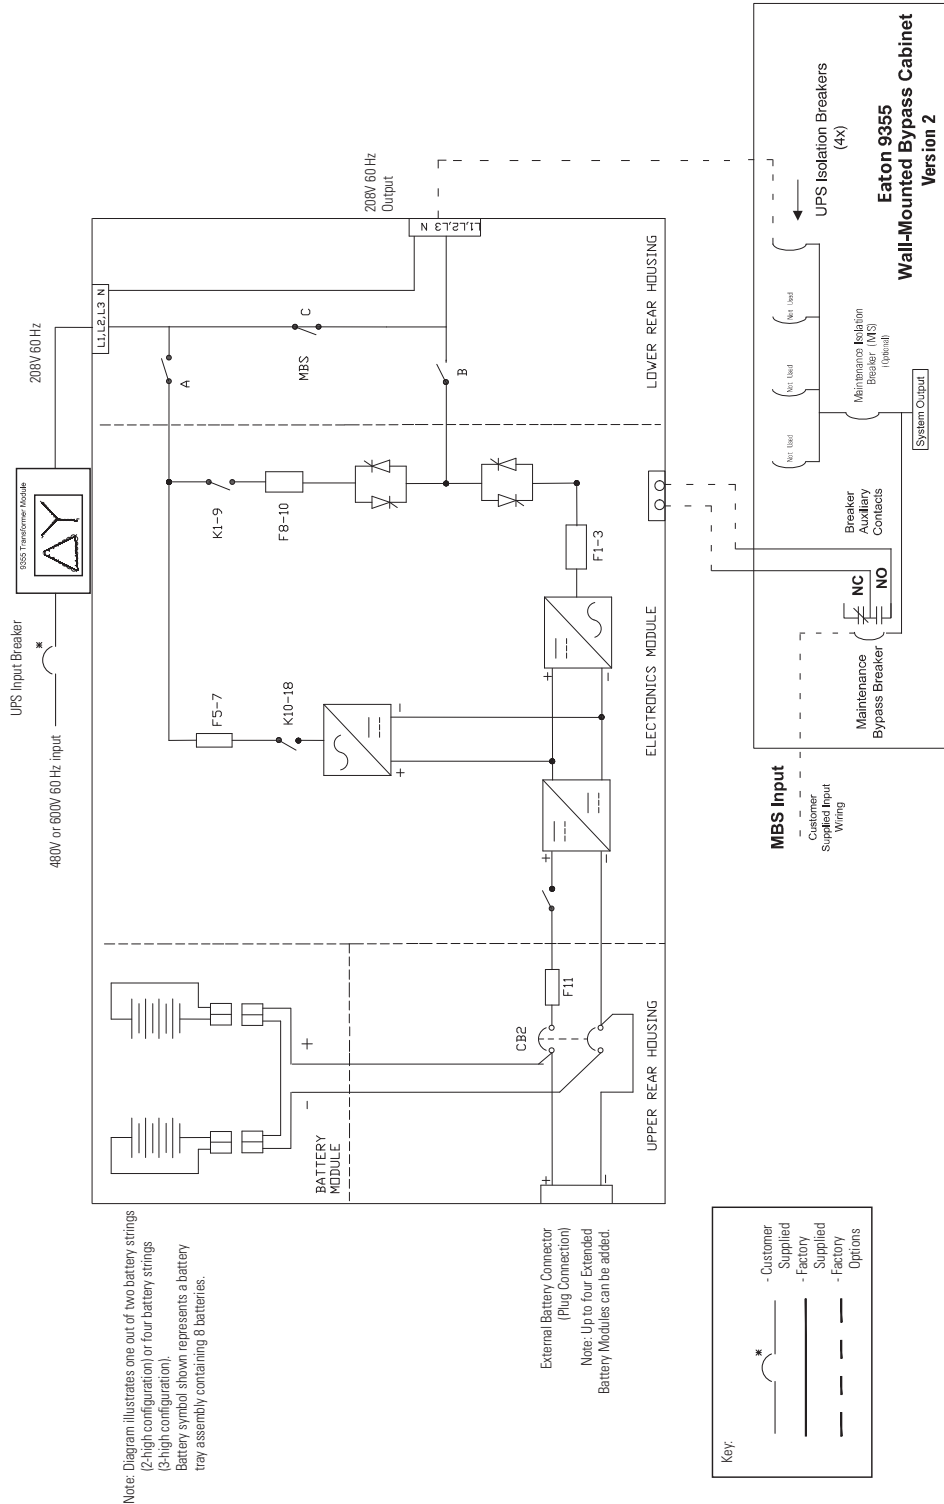 Note: Diagram illustrates one out of two battery strings
(2-high configuration) or four battery strings
(3-high configuration).
Battery symbol shown represents a battery
tray assembly containing 8 batteries.
480V or 600V 60 Hz input
UPS Input Breaker
*
9355 Transformer Module
208V 60 Hz
L1,L2,L3 N
208V 60 Hz
Output
L1,L2,L3 N
BATTERY
MODULE
-
+
F5-7
K10-18
K1-9
F8-10
A
MBS
C
B
+
-
External Battery Connector
(Plug Connection)
Note: Up to four Extended
Battery Modules can be added.
+
-
CB2
F11
+
-
+
-
F1-3
UPPER REAR HOUSING
ELECTRONICS MODULE
LOWER REAR HOUSING
Key:
*
- Customer
Supplied
- Factory
Supplied
- Factory
Options
MBS Input
Customer
Supplied Input
Wiring
Maintenance
Bypass Breaker
NC
NO
Breaker
Auxiliary
Contacts
Not Used
Not Used
Not Used
UPS Isolation Breakers
(4x)
Maintenance Isolation
Breaker (MIS)
(Optional)
System Output
Eaton 9355
Wall-Mounted Bypass Cabinet
Version 2